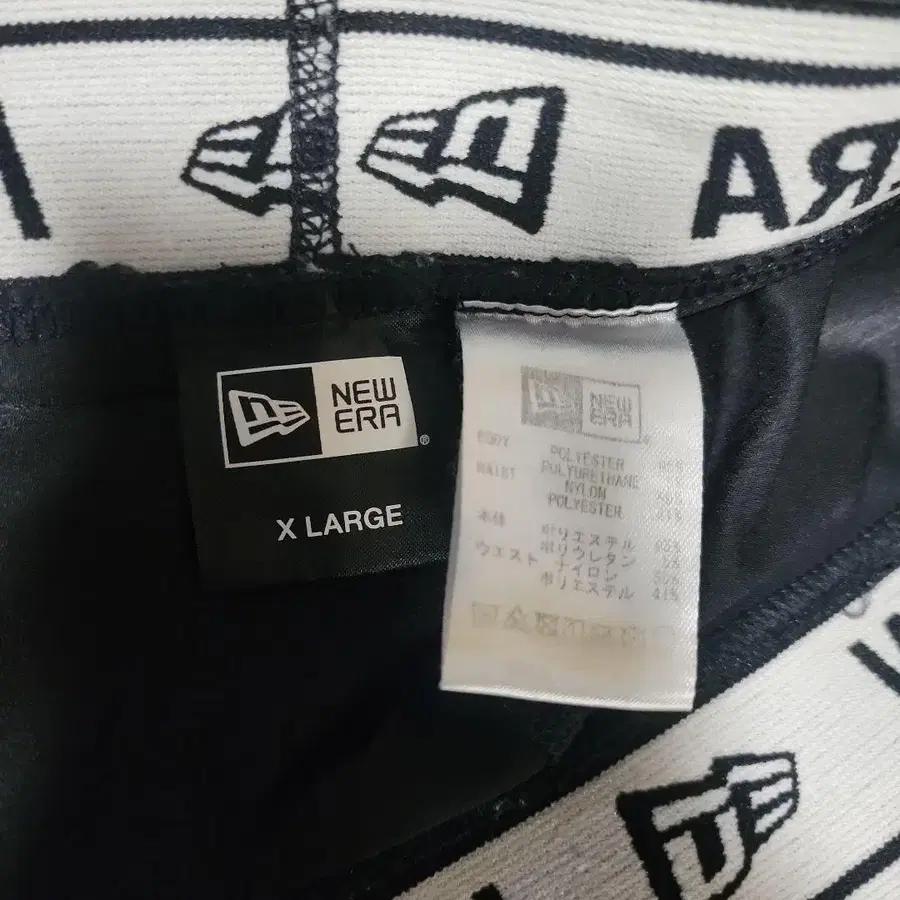 ERA
NEW
ERA
®
X LARGE
NEW
ERA
BODY POLYESTER
POLYURETHANE
WAIST NYLON
POLYESTER 41%
本体 ポリエステル
ポリウレタン
ウエスト ナイロン
ポリエステル 41%